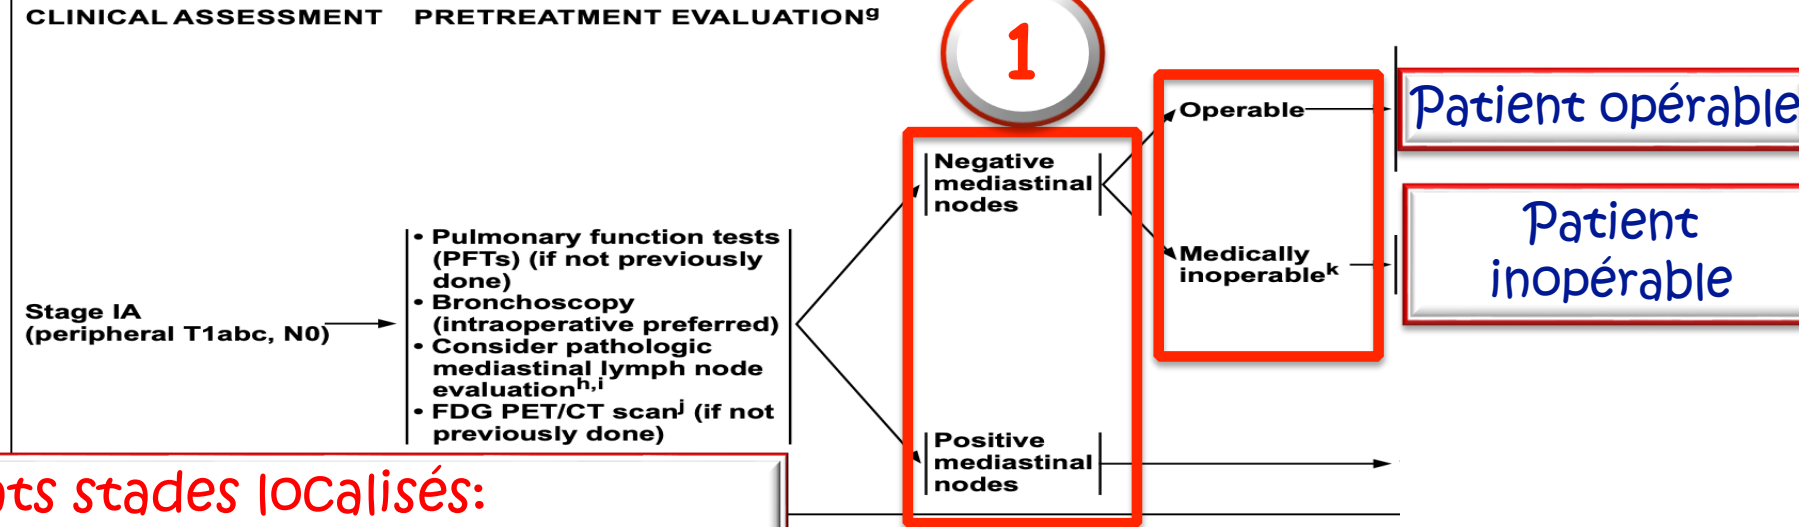 CLINICAL ASSESSMENT PRETREATMENT EVALUATIONg
1
Operable
Patient opérable
Negative
mediastinal
nodes
Medically
inoperablek
Patient
inopérable
Stage IA
(peripheral T1abc, N0)
• Pulmonary function tests
(PFTs) (if not previously
done)
• Bronchoscopy
(intraoperative preferred)
• Consider pathologic
mediastinal lymph node
evaluationh,i
• FDG PET/CT scanj (if not
previously done)
Positive
mediastinal
nodes
stades localisés: